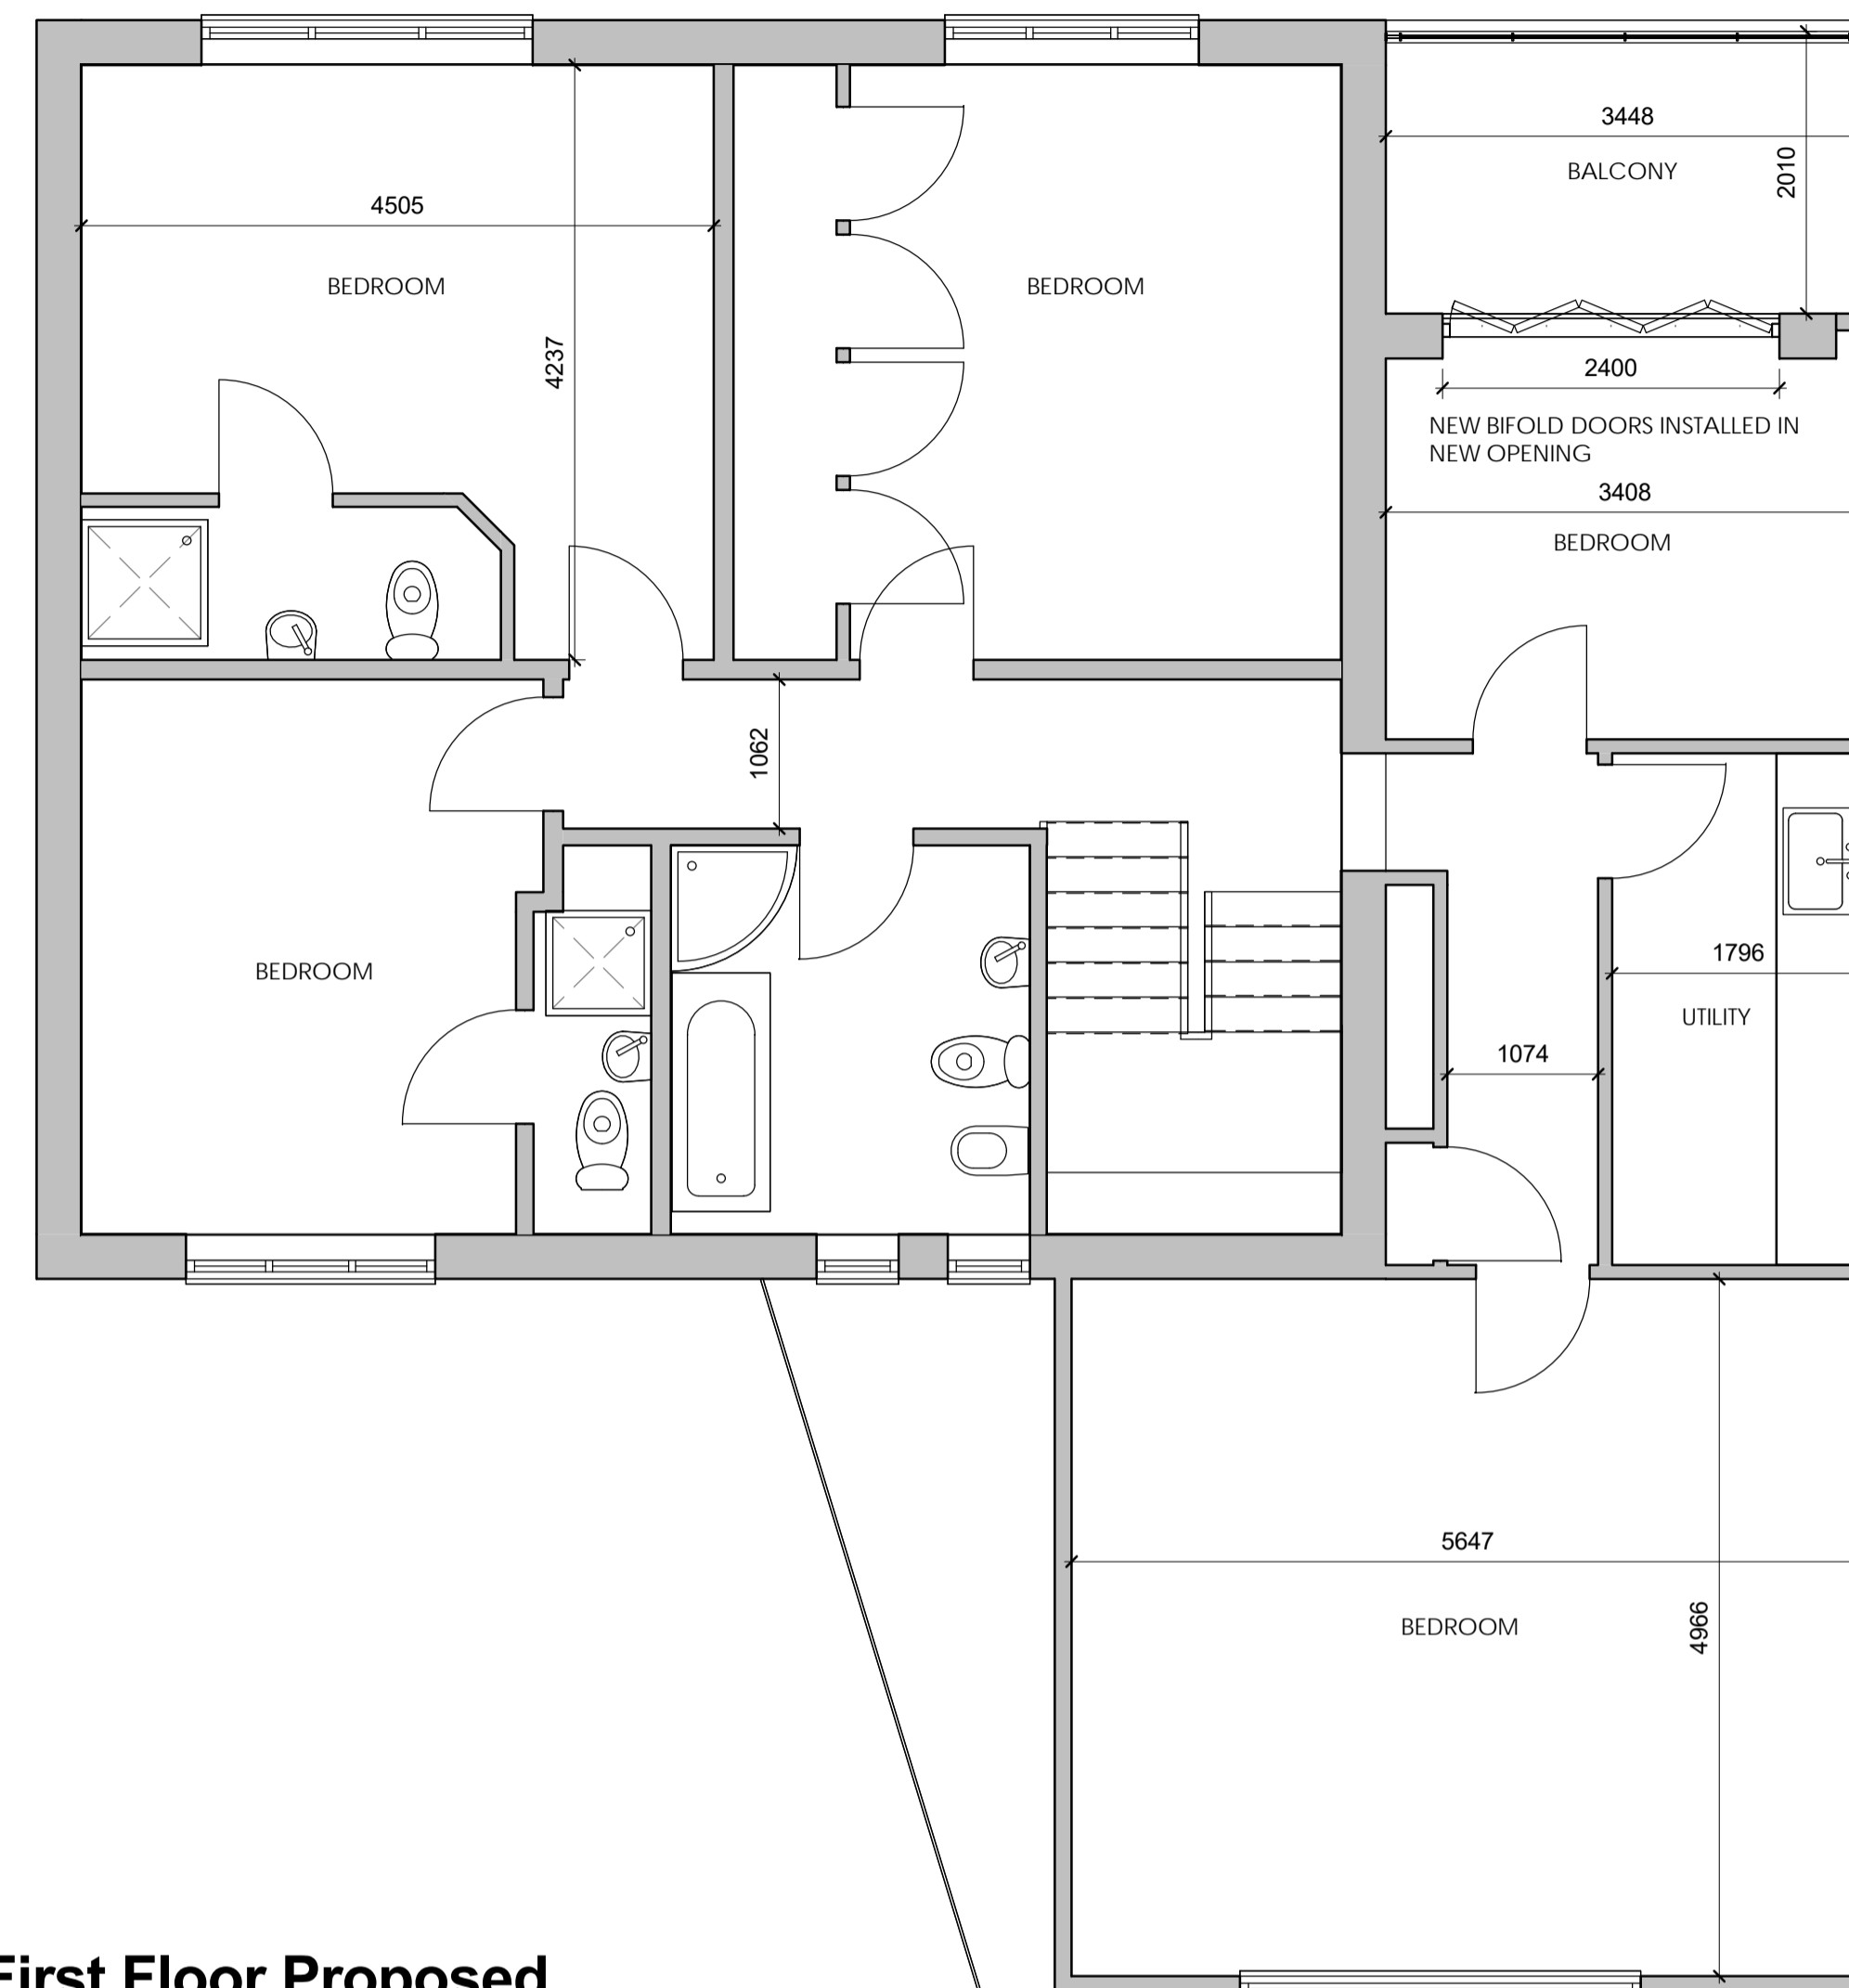 3448
BALCONY
2010
4505
BEDROOM
4237
BEDROOM
2400
NEW BIFOLD DOORS INSTALLED IN
NEW OPENING
3408
BEDROOM
1062
BEDROOM
1796
UTILITY
1074
5647
BEDROOM
4966
First Floor Proposed